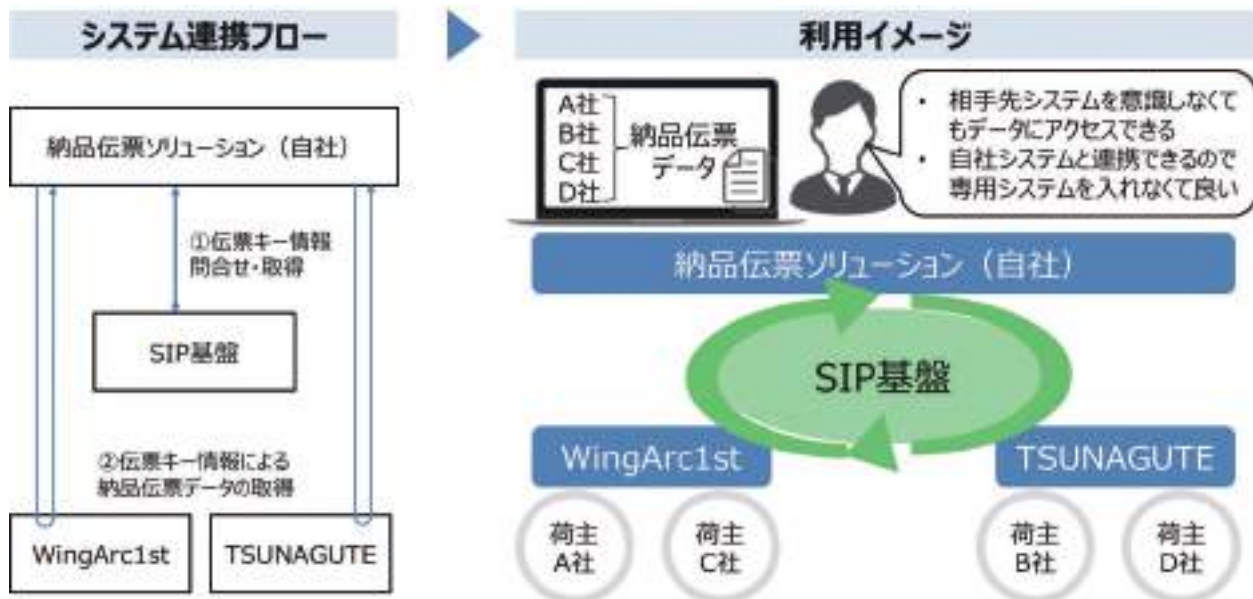 システム連携フロー
納品伝票ソリューション（自社）
①伝票キー情報
問合せ・取得
SIP基盤
②伝票キー情報による
納品伝票データの取得
WingArc1st
TSUNAGUTE
利用イメージ
A社
B社
C社
D社
納品伝票
データ
・ 相手先システムを意識しなくて
もデータにアクセスできる
・ 自社システムと連携できるので
専用システムを入れなくて良い
納品伝票ソリューション（自社）
SIP基盤
WingArc1st
TSUNAGUTE
荷主
A社
荷主
C社
荷主
B社
荷主
D社